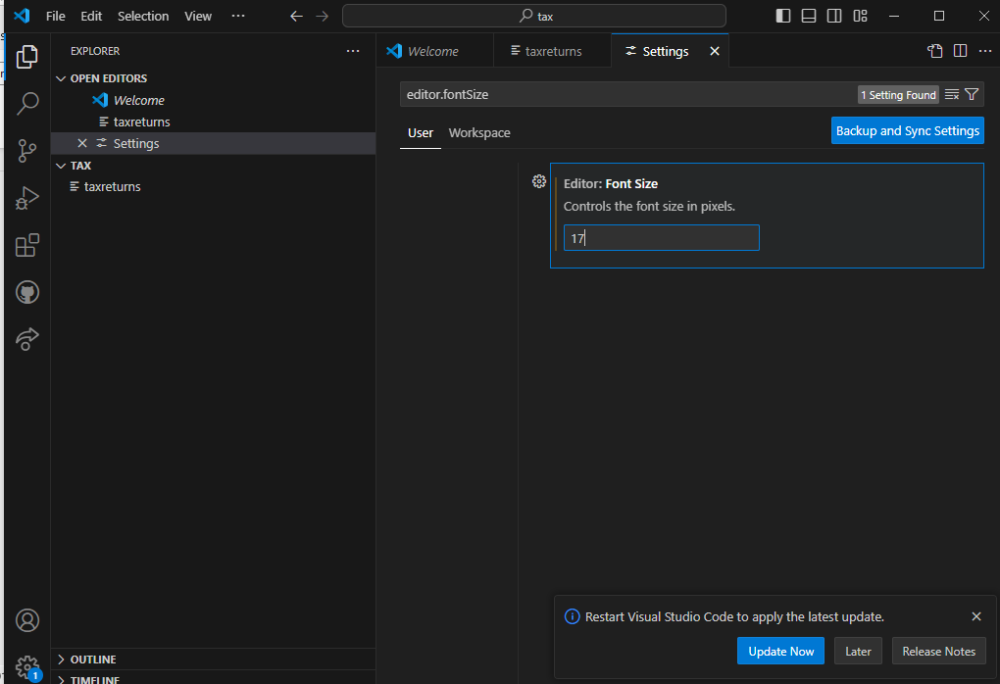 File Edit Selection View ··· tax
EXPLORER ···
OPEN EDITORS
Welcome
taxreturns
Settings
TAX
taxreturns
OUTLINE
TIMELINE
1
Welcome taxreturns Settings
editor.fontSize 1 Setting Found
User Workspace Backup and Sync Settings
Editor: Font Size
Controls the font size in pixels.
17
Restart Visual Studio Code to apply the latest update.
Update Now Later Release Notes